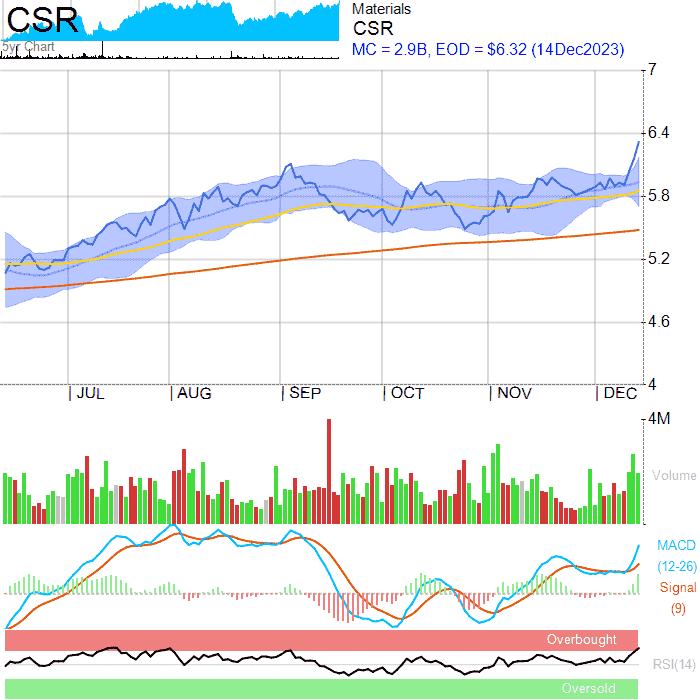 CSR
5yr Chart
Materials
CSR
MC = 2.9B, EOD = $6.32 (14Dec2023)
7
6.4
5.8
5.2
4.6
4
JUL AUG SEP OCT NOV DEC
4M
Volume
MACD
(12-26)
Signal
(9)
Overbought
RSI(14)
Oversold